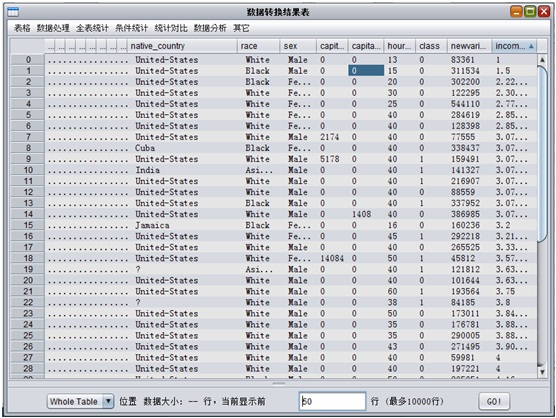 数据转换结果表
表格 数据处理 全表统计 条件统计 统计对比 数据分析 其它
... ... ... ... ... ... ... ... native_country race sex capit... capita... hour... class newwari... incom...
0 ... ... ... ... ... ... ... ... United-States White Male 0 0 13 0 83361 1
1 ... ... ... ... ... ... ... ... United-States Black Male 0 0 15 0 311534 1.5
2 ... ... ... ... ... ... ... ... United-States Black Fe... 0 0 20 0 302200 2.22...
3 ... ... ... ... ... ... ... ... United-States White Fe... 0 0 30 0 122295 2.30...
4 ... ... ... ... ... ... ... ... United-States White Fe... 0 0 25 0 544110 2.77...
5 ... ... ... ... ... ... ... ... United-States White Fe... 0 0 40 0 284619 2.85...
6 ... ... ... ... ... ... ... ... United-States White Fe... 0 0 40 0 128398 2.85...
7 ... ... ... ... ... ... ... ... United-States White Male 2174 0 40 0 77555 3.07...
8 ... ... ... ... ... ... ... ... Cuba Black Fe... 0 0 40 0 338437 3.07...
9 ... ... ... ... ... ... ... ... United-States White Male 5178 0 40 1 159491 3.07...
10 ... ... ... ... ... ... ... ... India Asi... Male 0 0 40 1 141327 3.07...
11 ... ... ... ... ... ... ... ... United-States White Male 0 0 40 1 216907 3.07...
12 ... ... ... ... ... ... ... ... United-States White Male 0 0 40 0 88559 3.07...
13 ... ... ... ... ... ... ... ... United-States Black Male 0 0 40 1 337952 3.07...
14 ... ... ... ... ... ... ... ... United-States White Male 0 1408 40 0 386985 3.07...
15 ... ... ... ... ... ... ... ... Jamaica Black Fe... 0 0 16 0 160236 3.2
16 ... ... ... ... ... ... ... ... United-States White Fe... 0 0 45 1 292218 3.21...
17 ... ... ... ... ... ... ... ... United-States White Male 0 0 40 0 265525 3.33...
18 ... ... ... ... ... ... ... ... United-States White Fe... 14084 0 50 1 45812 3.57...
19 ... ... ... ... ... ... ... ... ? Asi... Male 0 0 40 1 121812 3.63...
20 ... ... ... ... ... ... ... ... United-States White Male 0 0 40 0 101644 3.63...
21 ... ... ... ... ... ... ... ... United-States White Male 0 0 60 1 193564 3.75
22 ... ... ... ... ... ... ... ... ? White Male 0 0 38 1 84185 3.8
23 ... ... ... ... ... ... ... ... United-States White Male 0 0 50 0 173011 3.84...
24 ... ... ... ... ... ... ... ... United-States White Male 0 0 35 0 176781 3.88...
25 ... ... ... ... ... ... ... ... United-States White Male 0 0 35 0 290005 3.88...
26 ... ... ... ... ... ... ... ... United-States White Male 0 0 43 0 271495 3.90...
27 ... ... ... ... ... ... ... ... United-States White Male 0 0 40 0 59981 4
28 ... ... ... ... ... ... ... ... United-States White Male 0 0 40 0 197221 4
Whole Table 位置 数据大小： -- 行，当前显示前 50 行 (最多10000行) GO!